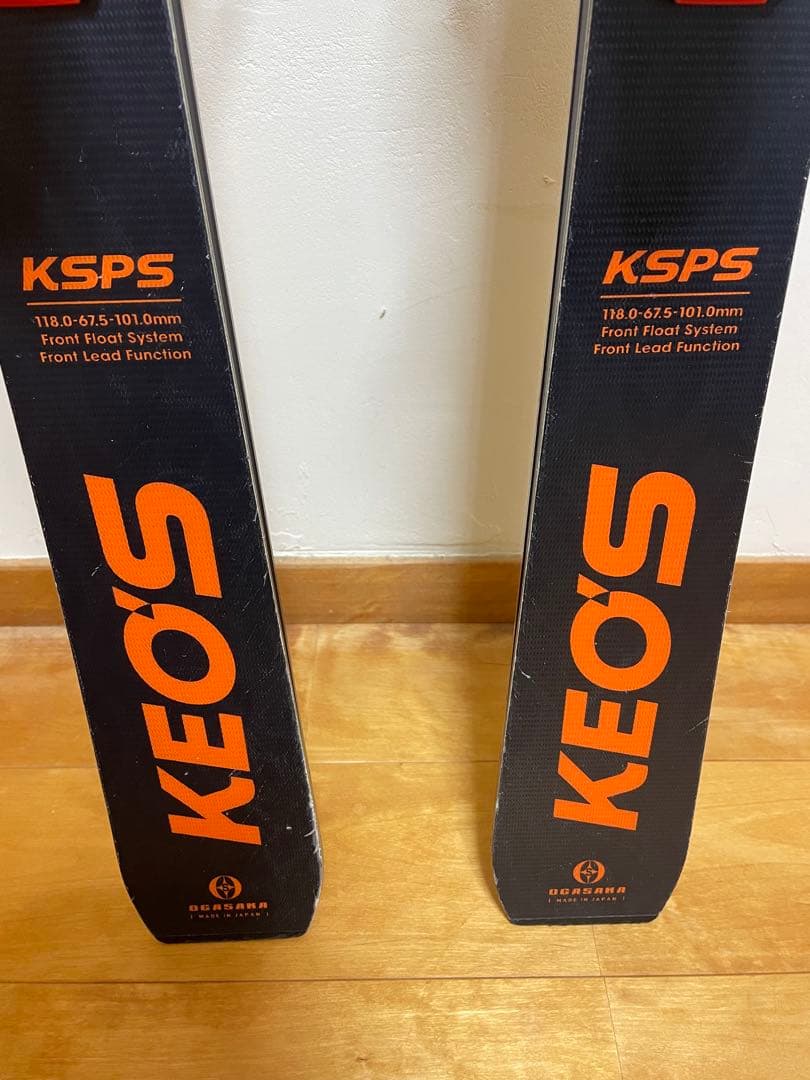 KSPS
118.0-67.5-101.0mm
Front Float System
Front Lead Function
KEO'S
OGASAKA
[ MADE IN JAPAN ]
KSPS
118.0-67.5-101.0mm
Front Float System
Front Lead Function
KEO'S
OGASAKA
[ MADE IN JAPAN ]